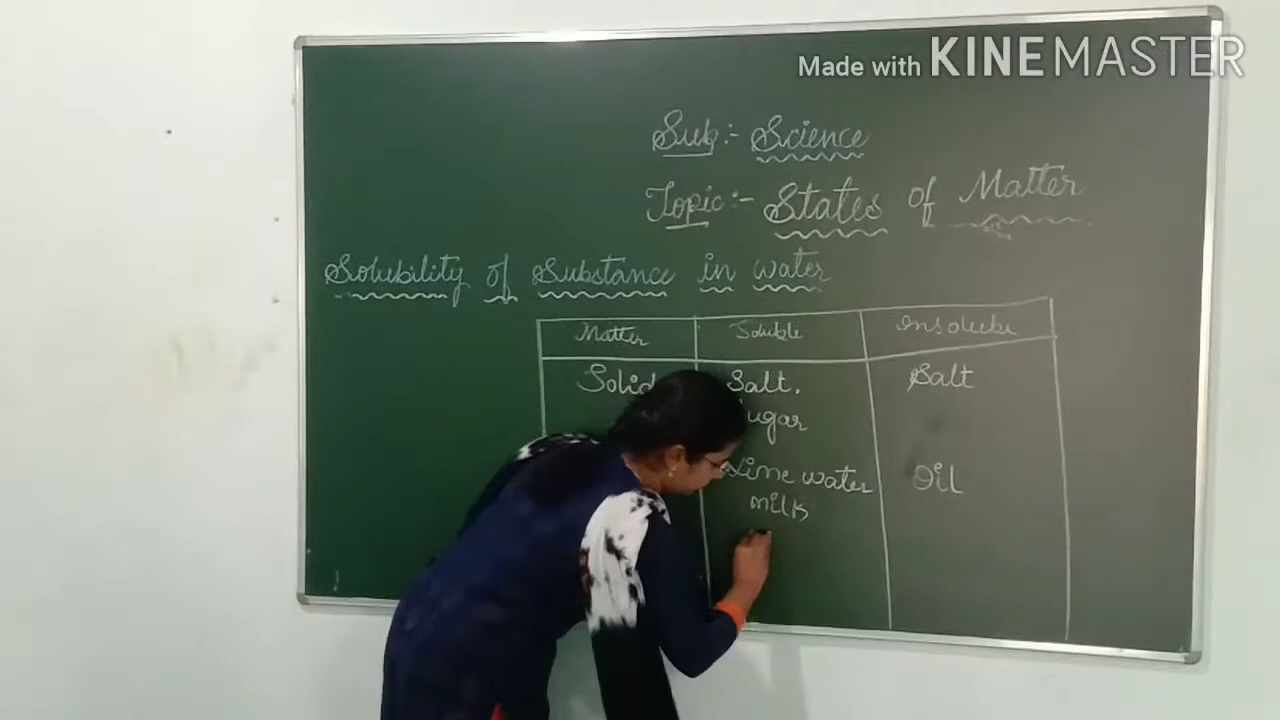 Made with KINEMASTER
Sub:- Science
Topic:- States of Matter
Solubility of Substance in water
Matter Soluble Insoluble
Solid Salt, Salt
Sugar
Lime water Oil
milk